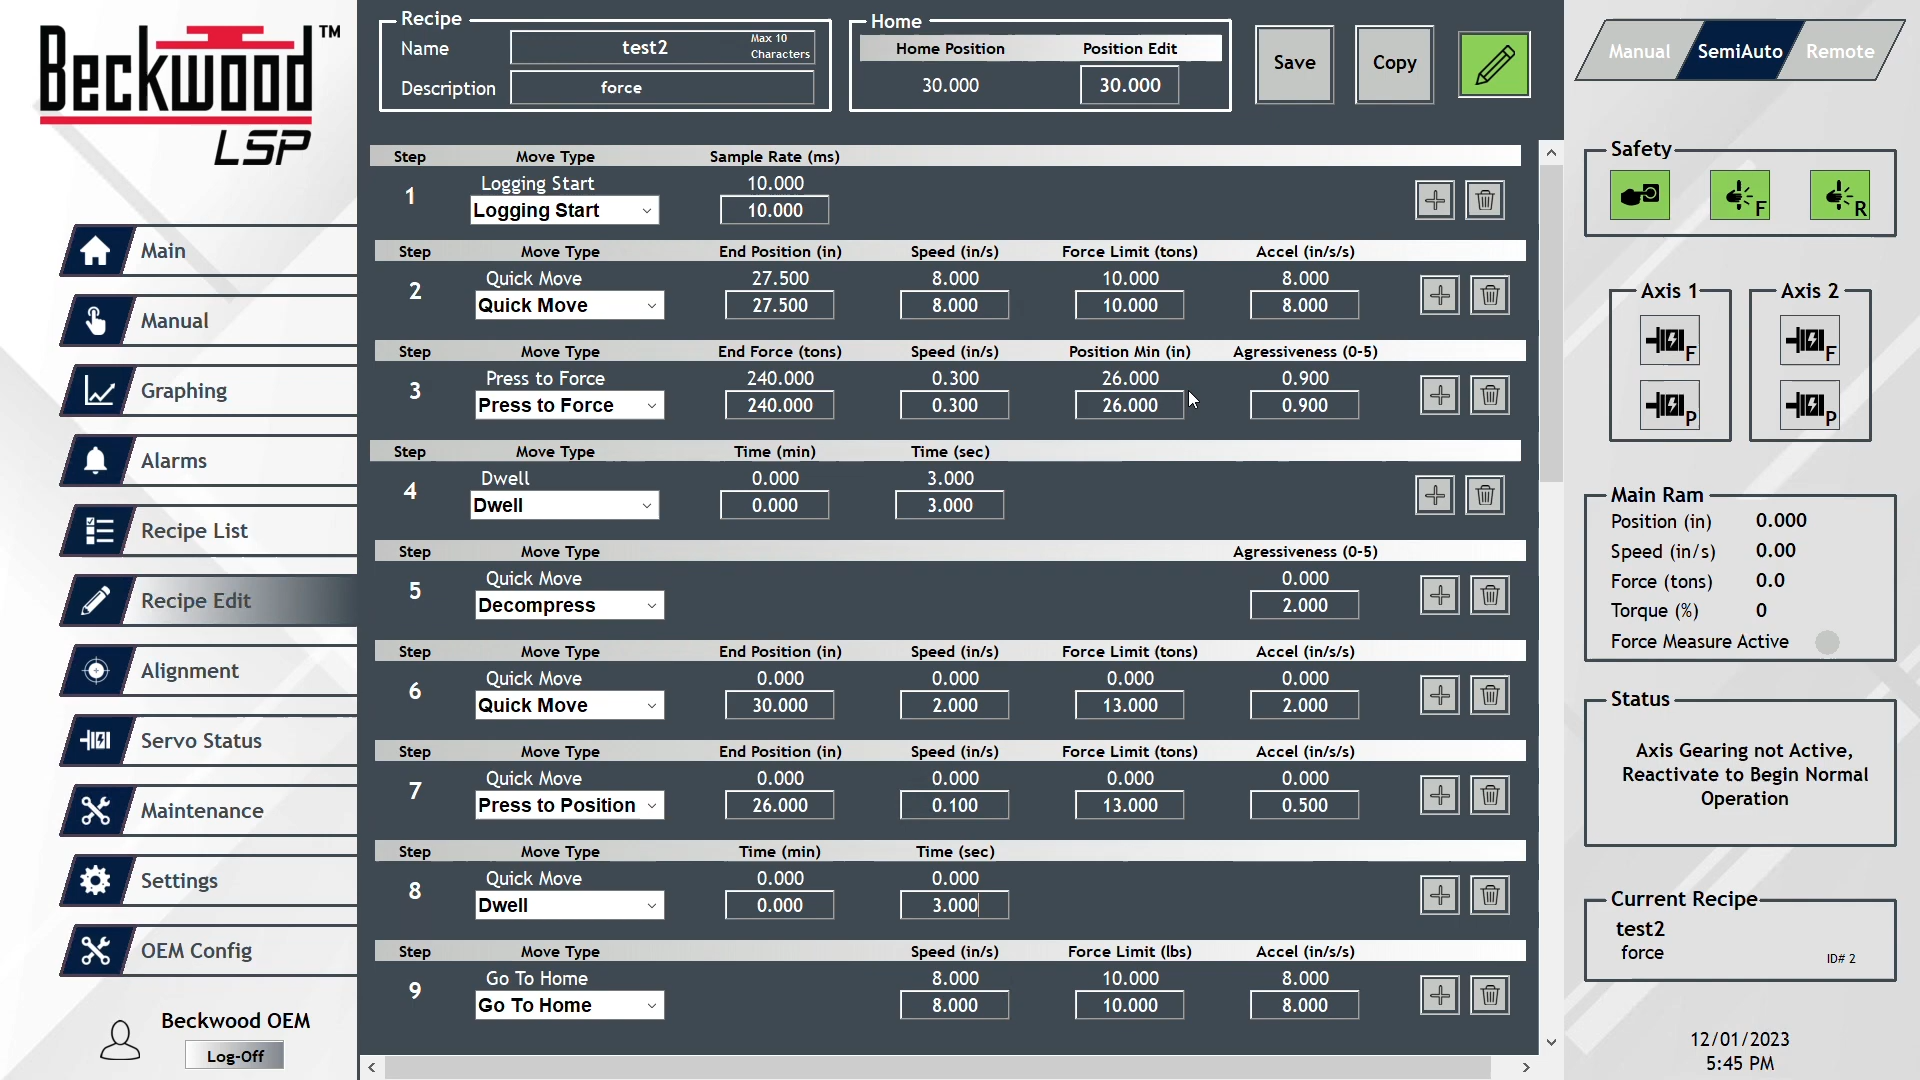 Beckwood TM
LSP
Main
Manual
Graphing
Alarms
Recipe List
Recipe Edit
Alignment
Servo Status
Maintenance
Settings
OEM Config
Beckwood OEM
Log-Off
Recipe
Name test2 Max 10 Characters
Description force
Home
Home Position Position Edit
30.000 30.000
Save
Copy
Step Move Type Sample Rate (ms)
1 Logging Start 10.000
Logging Start 10.000
Step Move Type End Position (in) Speed (in/s) Force Limit (tons) Accel (in/s/s)
2 Quick Move 27.500 8.000 10.000 8.000
Quick Move 27.500 8.000 10.000 8.000
Step Move Type End Force (tons) Speed (in/s) Position Min (in) Agressiveness (0-5)
3 Press to Force 240.000 0.300 26.000 0.900
Press to Force 240.000 0.300 26.000 0.900
Step Move Type Time (min) Time (sec)
4 Dwell 0.000 3.000
Dwell 0.000 3.000
Step Move Type Agressiveness (0-5)
5 Quick Move 0.000
Decompress 2.000
Step Move Type End Position (in) Speed (in/s) Force Limit (tons) Accel (in/s/s)
6 Quick Move 0.000 0.000 0.000 0.000
Quick Move 30.000 2.000 13.000 2.000
Step Move Type End Position (in) Speed (in/s) Force Limit (tons) Accel (in/s/s)
7 Quick Move 0.000 0.000 0.000 0.000
Press to Position 26.000 0.100 13.000 0.500
Step Move Type Time (min) Time (sec)
8 Quick Move 0.000 0.000
Dwell 0.000 3.000
Step Move Type Speed (in/s) Force Limit (lbs) Accel (in/s/s)
9 Go To Home 8.000 10.000 8.000
Go To Home 8.000 10.000 8.000
Manual SemiAuto Remote
Safety
F R
Axis 1 Axis 2
F F
P P
Main Ram
Position (in) 0.000
Speed (in/s) 0.00
Force (tons) 0.0
Torque (%) 0
Force Measure Active
Status
Axis Gearing not Active,
Reactivate to Begin Normal
Operation
Current Recipe
test2
force ID# 2
12/01/2023
5:45 PM